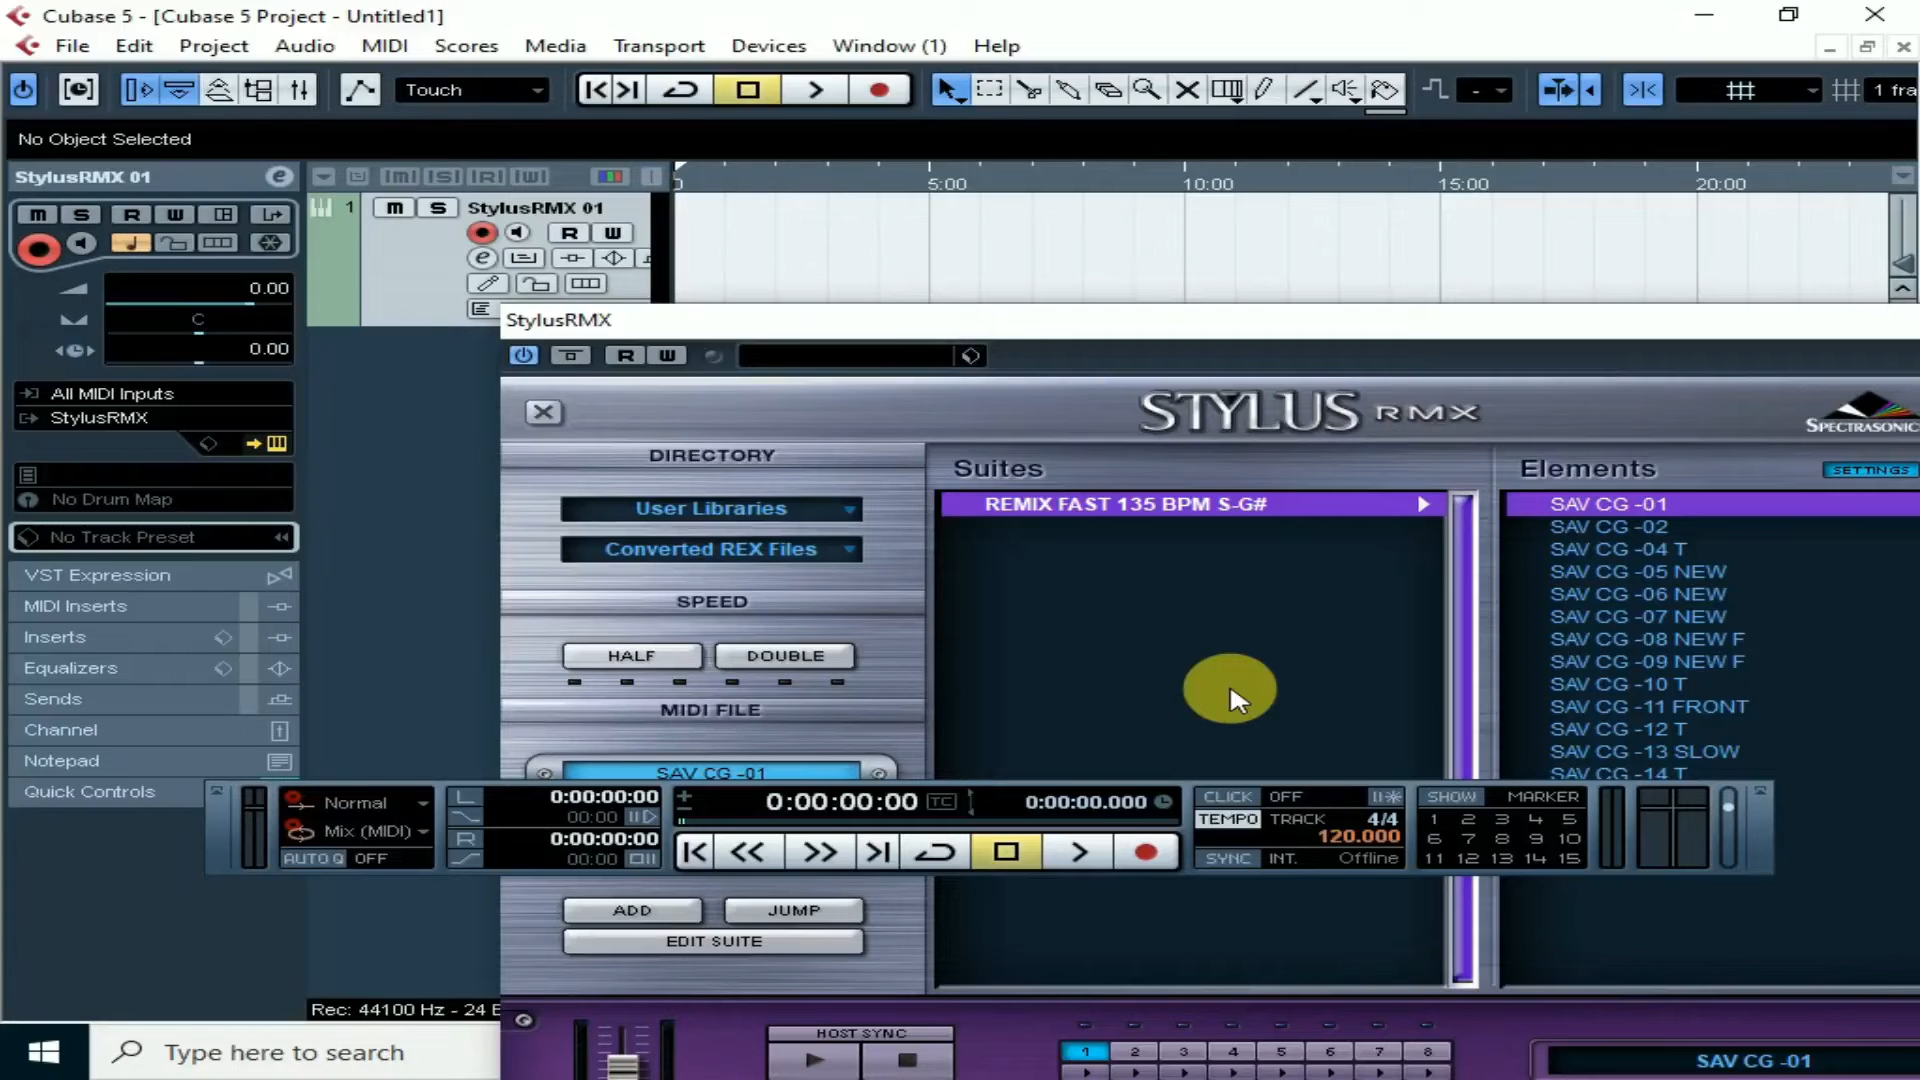 Cubase 5 - [Cubase 5 Project - Untitled1]
File Edit Project Audio MIDI Scores Media Transport Devices Window (1) Help
Touch
1 fra
No Object Selected
StylusRMX 01
5:00 10:00 15:00 20:00
M S R W
1 M S StylusRMX 01
R W
0.00
C
0.00
StylusRMX
R W
All MIDI Inputs
StylusRMX
STYLUS RMX
SPECTRASONIC
DIRECTORY
Suites
Elements
SETTINGS
No Drum Map
User Libraries
REMIX FAST 135 BPM S-G#
SAV CG -01
SAV CG -02
No Track Preset
Converted REX Files
SAV CG -04 T
VST Expression
SAV CG -05 NEW
MIDI Inserts
SPEED
SAV CG -06 NEW
SAV CG -07 NEW
Inserts
SAV CG -08 NEW F
HALF DOUBLE
SAV CG -09 NEW F
Equalizers
SAV CG -10 T
Sends
MIDI FILE
SAV CG -11 FRONT
Channel
SAV CG -12 T
Notepad
SAV CG -13 SLOW
SAV CG -01
SAV CG -14 T
Quick Controls
Normal
L 0:00:00:00
0:00:00:00 TC 0:00:00.000
CLICK OFF
SHOW MARKER
00:00
TEMPO TRACK 4/4
1 2 3 4 5
Mix (MIDI)
R 0:00:00:00
120.000
6 7 8 9 10
AUTO Q OFF
00:00
SYNC INT. Offline
11 12 13 14 15
ADD JUMP
EDIT SUITE
Rec: 44100 Hz - 24
HOST SYNC
1 2 3 4 5 6 7 8
SAV CG -01
Type here to search